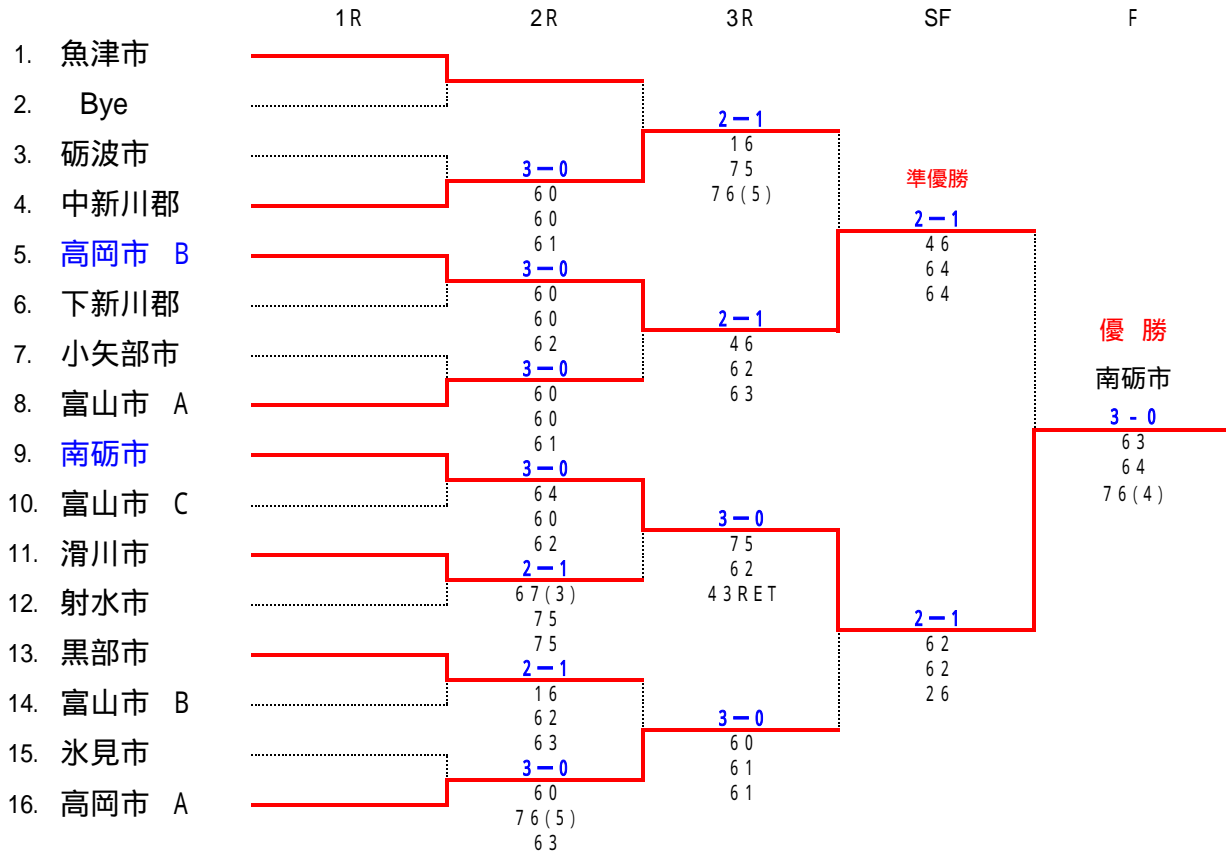 1R 2R 3R SF F
1. 魚津市
2. Bye
2－1
3. 砺波市
16
3－0
75
準優勝
4. 中新川郡
60
76(5)
60
2－1
61
46
5. 高岡市 B
3－0
64
60
64
6. 下新川郡
60
2－1
優 勝
62
46
7. 小矢部市
3－0
62
南砺市
60
63
8. 富山市 A
60
3-0
61
63
9. 南砺市
3－0
64
64
76(4)
10. 富山市 C
60
3－0
62
75
11. 滑川市
2－1
62
67(3)
43RET
12. 射水市
75
2－1
75
62
13. 黒部市
2－1
62
16
26
14. 富山市 B
62
3－0
63
60
15. 氷見市
3－0
61
60
61
16. 高岡市 A
76(5)
63